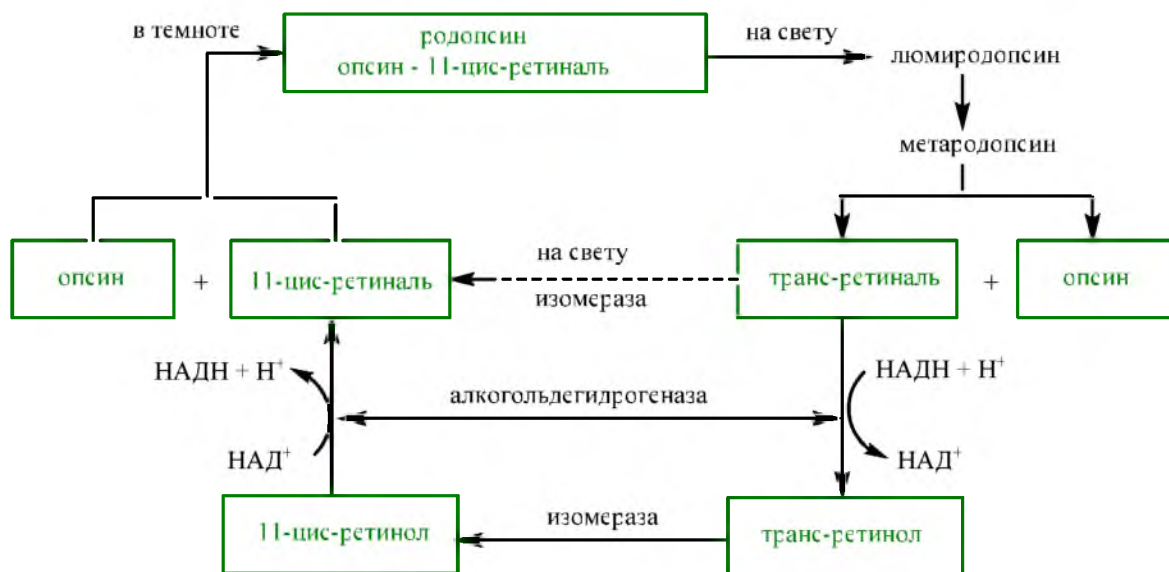 в темноте
родопсин
опсин - 11-цис-ретиналь
на свету
люмиродопсин
метародопсин
опсин
+
11-цис-ретиналь
на свету
изомераза
транс-ретиналь
+
опсин
НАДН + Н⁺
алкогольдегидрогеназа
НАДН + Н⁺
НАД⁺
НАД⁺
11-цис-ретинол
изомераза
транс-ретинол